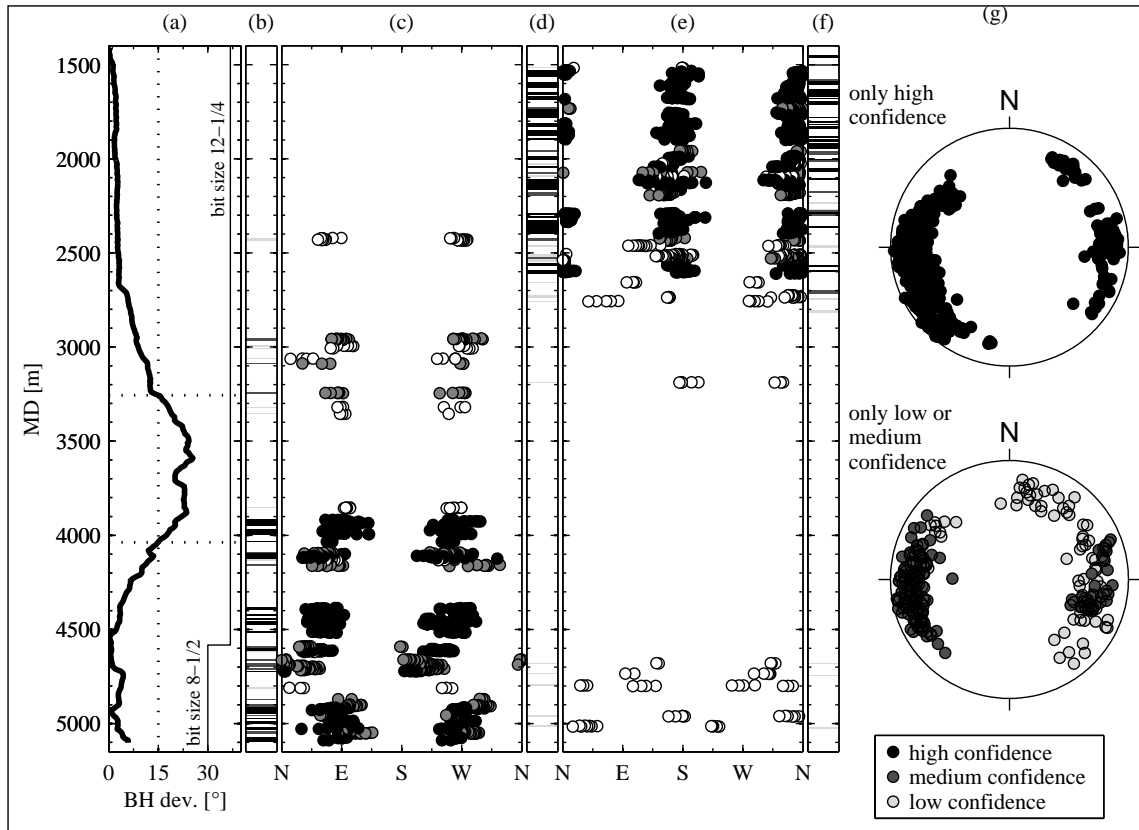 (a) (b) (c) (d) (e) (f) (g)
MD [m]
1500
2000
2500
3000
3500
4000
4500
5000
bit size 12–1/4
bit size 8–1/2
0 15 30
BH dev. [°]
N E S W N
N E S W N
only high
confidence
N
only low or
medium
confidence
N
high confidence
medium confidence
low confidence